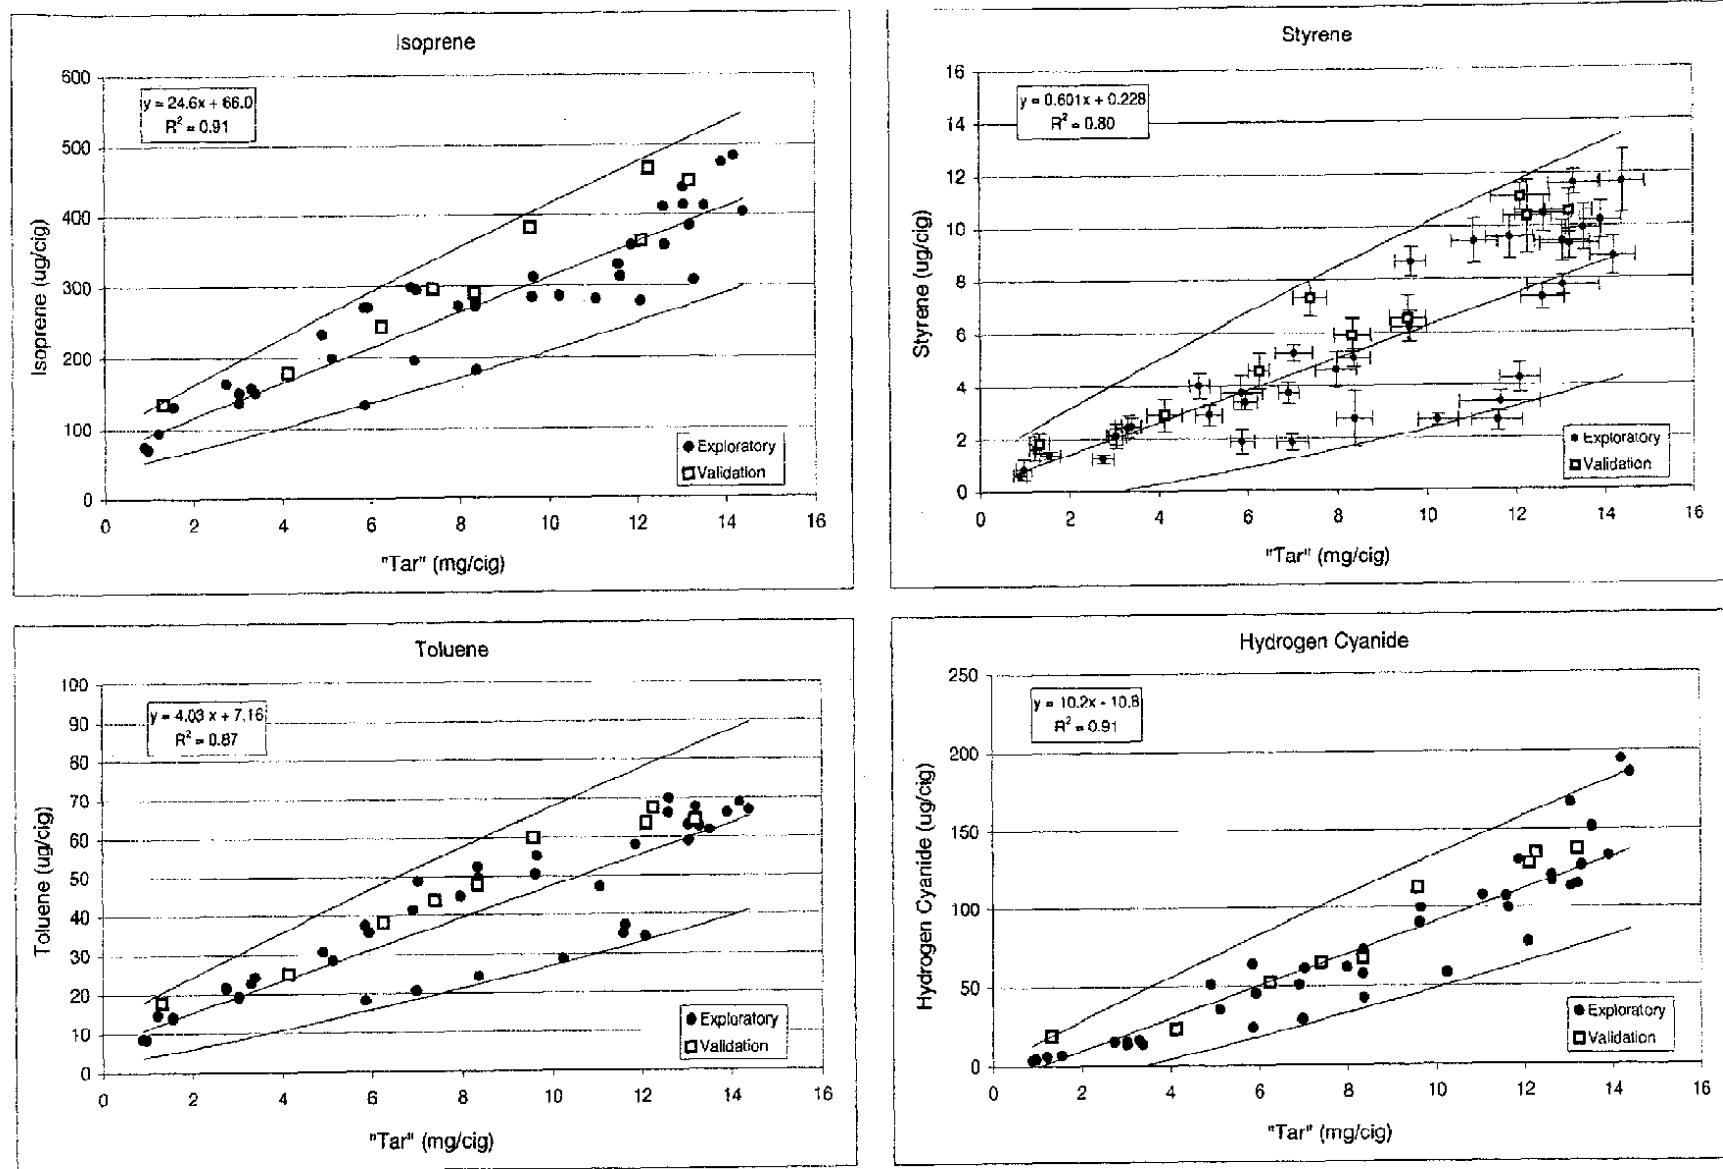 Isoprene
600
500
400
300
200
100
0
y = 24.6x + 66.0
R² = 0.91
Isoprene (ug/cig)
Exploratory
Validation
0 2 4 6 8 10 12 14 16
"Tar" (mg/cig)
Styrene
16
14
12
10
8
6
4
2
0
y = 0.601x + 0.228
R² = 0.80
Styrene (ug/cig)
Exploratory
Validation
0 2 4 6 8 10 12 14 16
"Tar" (mg/cig)
Toluene
100
90
80
70
60
50
40
30
20
10
0
y = 4.03 x + 7.16
R² = 0.87
Toluene (ug/cig)
Exploratory
Validation
0 2 4 6 8 10 12 14 16
"Tar" (mg/cig)
Hydrogen Cyanide
250
200
150
100
50
0
y = 10.2x - 10.8
R² = 0.91
Hydrogen Cyanide (ug/cig)
Exploratory
Validation
0 2 4 6 8 10 12 14 16
"Tar" (mg/cig)